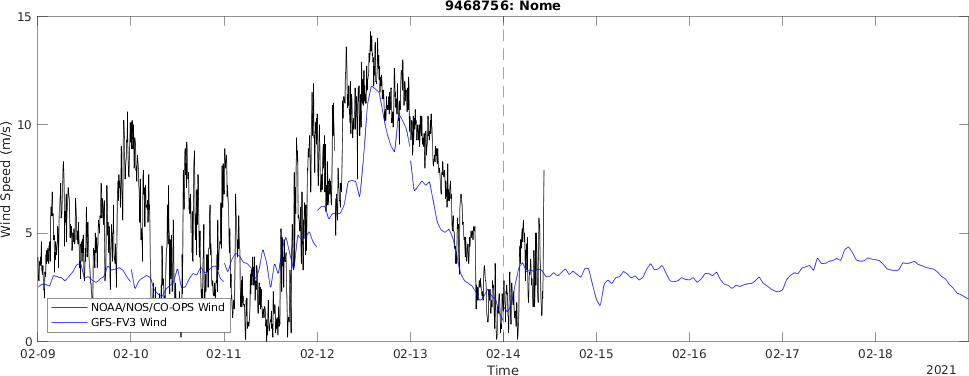 9468756: Nome
15
10
5
0
Wind Speed (m/s)
NOAA/NOS/CO-OPS Wind
GFS-FV3 Wind
02-09 02-10 02-11 02-12 02-13 02-14 02-15 02-16 02-17 02-18
Time
2021